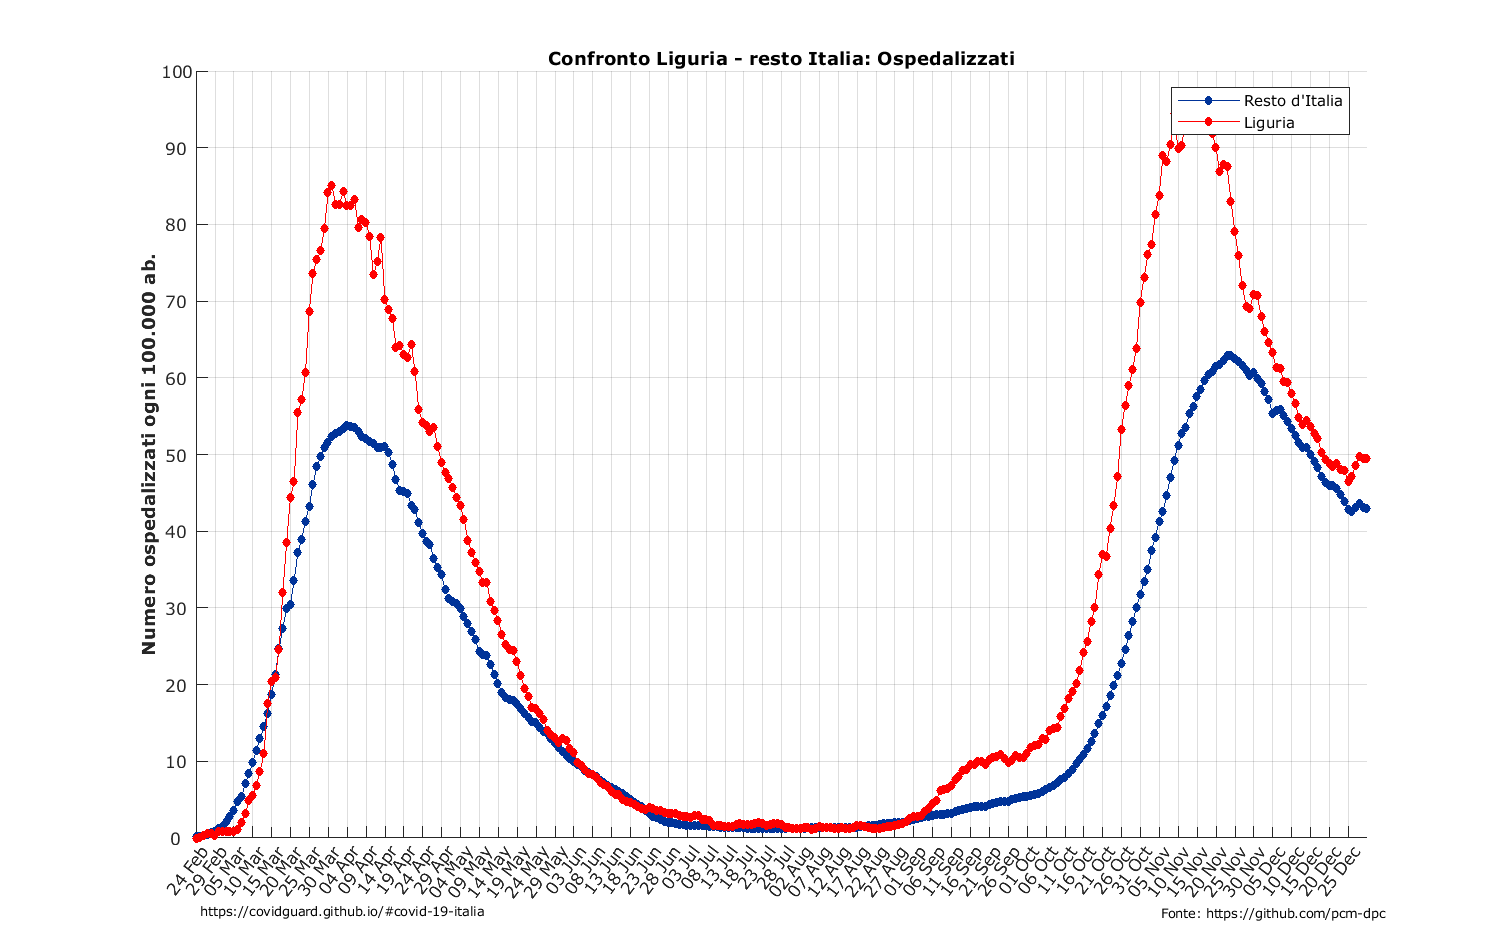 Confronto Liguria - resto Italia: Ospedalizzati
Resto d'Italia
Liguria
Numero ospedalizzati ogni 100.000 ab.
100
90
80
70
60
50
40
30
20
10
0
24 Feb
29 Feb
05 Mar
10 Mar
15 Mar
20 Mar
25 Mar
30 Mar
04 Apr
09 Apr
14 Apr
19 Apr
24 Apr
29 Apr
04 May
09 May
14 May
19 May
24 May
29 May
03 Jun
08 Jun
13 Jun
18 Jun
23 Jun
28 Jun
03 Jul
08 Jul
13 Jul
18 Jul
23 Jul
28 Jul
02 Aug
07 Aug
12 Aug
17 Aug
22 Aug
27 Aug
01 Sep
06 Sep
11 Sep
16 Sep
21 Sep
26 Sep
01 Oct
06 Oct
11 Oct
16 Oct
21 Oct
26 Oct
31 Oct
05 Nov
10 Nov
15 Nov
20 Nov
25 Nov
30 Nov
05 Dec
10 Dec
15 Dec
20 Dec
25 Dec
https://covidguard.github.io/#covid-19-italia
Fonte: https://github.com/pcm-dpc